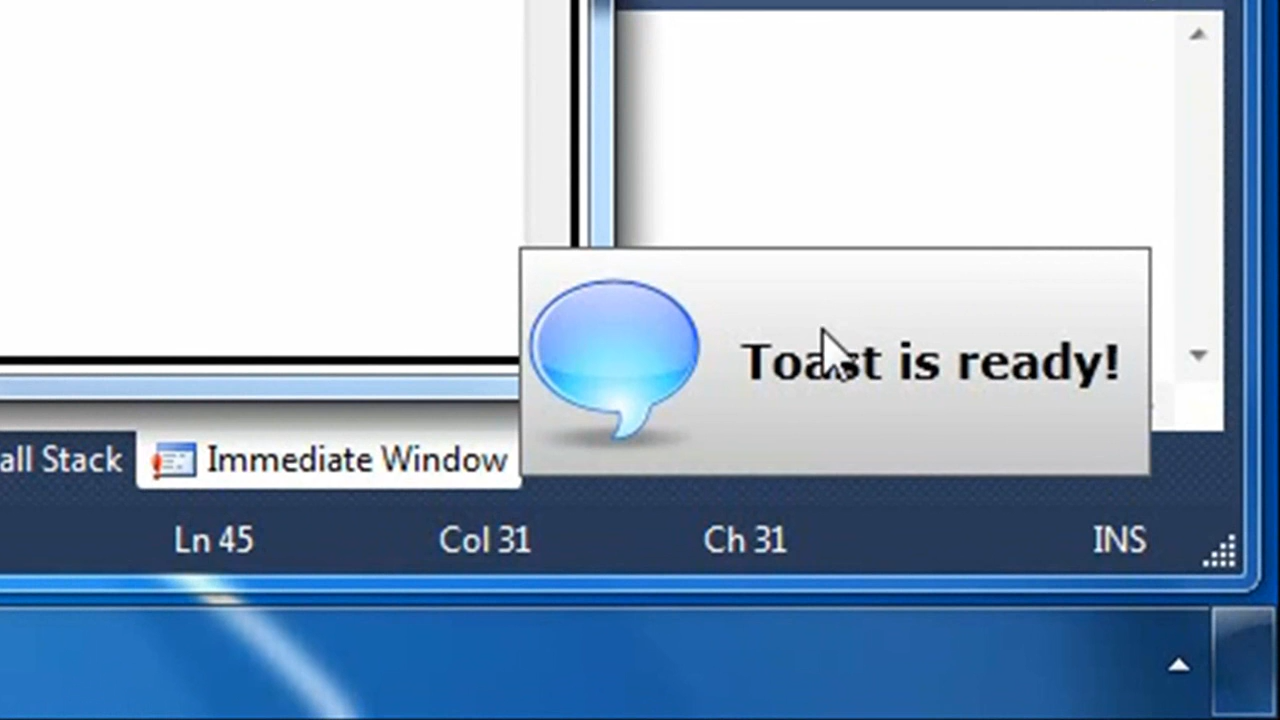 Toast is ready!
all Stack
Immediate Window
Ln 45
Col 31
Ch 31
INS